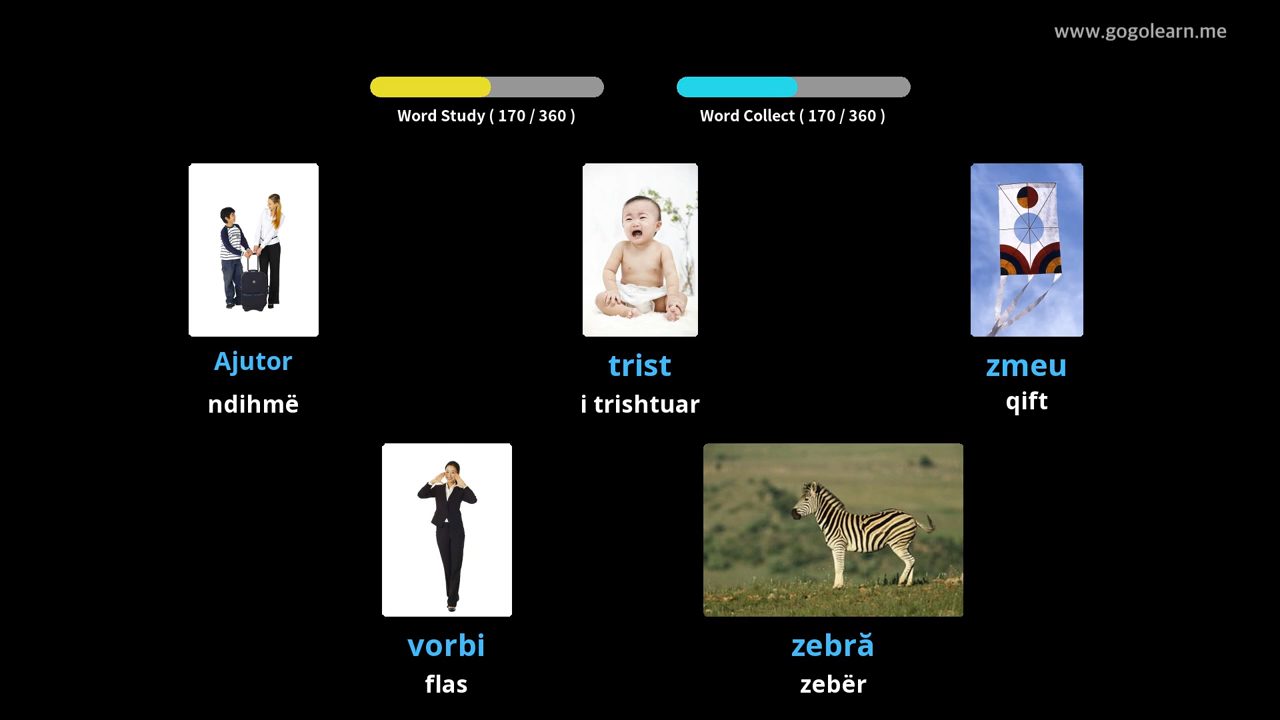 www.gogolearn.me
Word Study ( 170 / 360 )
Word Collect ( 170 / 360 )
Ajutor
ndihmë
trist
i trishtuar
zmeu
qift
vorbi
flas
zebră
zebër